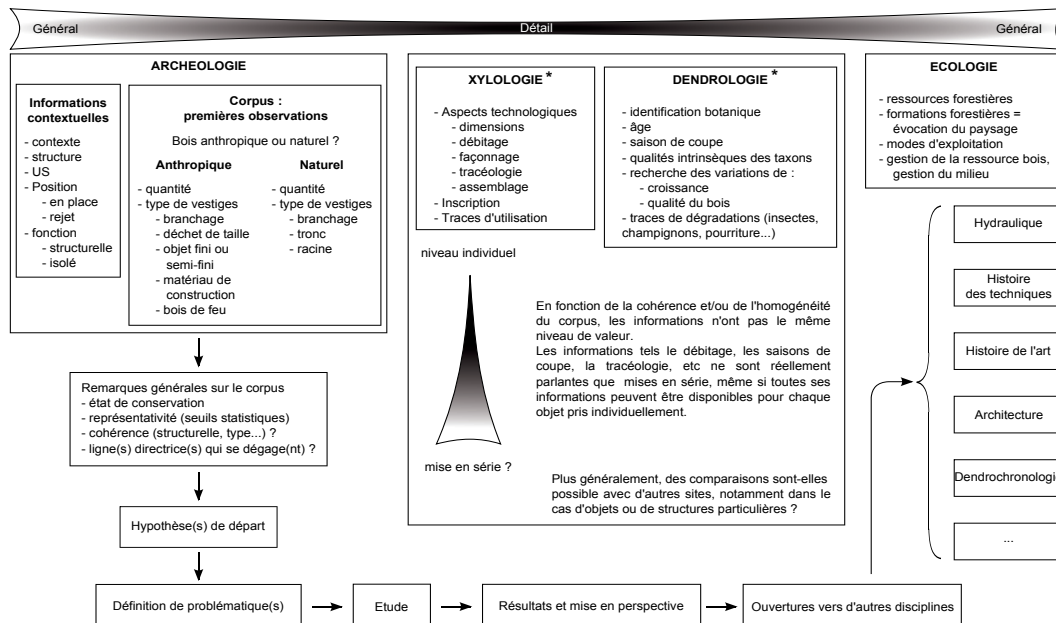 Général
Détail
Général
ARCHEOLOGIE
Informations
contextuelles
- contexte
- structure
- US
- Position
- en place
- rejet
- fonction
- structurelle
- isolé
Corpus :
premières observations
Bois anthropique ou naturel ?
Anthropique
- quantité
- type de vestiges
- branchage
- déchet de taille
- objet fini ou
semi-fini
- matériau de
construction
- bois de feu
Naturel
- quantité
- type de vestiges
- branchage
- tronc
- racine
Remarques générales sur le corpus
- état de conservation
- représentativité (seuils statistiques)
- cohérence (structurelle, type...) ?
- ligne(s) directrice(s) qui se dégage(nt) ?
Hypothèse(s) de départ
XYLOLOGIE *
- Aspects technologiques
- dimensions
- débitage
- façonnage
- tracéologie
- assemblage
- Inscription
- Traces d'utilisation
DENDROLOGIE *
- identification botanique
- âge
- saison de coupe
- qualités intrinsèques des taxons
- recherche des variations de :
- croissance
- qualité du bois
- traces de dégradations (insectes,
champignons, pourriture...)
niveau individuel
mise en série ?
En fonction de la cohérence et/ou de l'homogénéité
du corpus, les informations n'ont pas le même
niveau de valeur.
Les informations tels le débitage, les saisons de
coupe, la tracéologie, etc ne sont réellement
parlantes que mises en série, même si toutes ses
informations peuvent être disponibles pour chaque
objet pris individuellement.
Plus généralement, des comparaisons sont-elles
possible avec d'autres sites, notamment dans le
cas d'objets ou de structures particulières ?
ECOLOGIE
- ressources forestières
- formations forestières =
évocation du paysage
- modes d'exploitation
- gestion de la ressource bois,
gestion du milieu
Hydraulique
Histoire
des techniques
Histoire de l'art
Architecture
Dendrochronologie
...
Définition de problématique(s)
Etude
Résultats et mise en perspective
Ouvertures vers d'autres disciplines